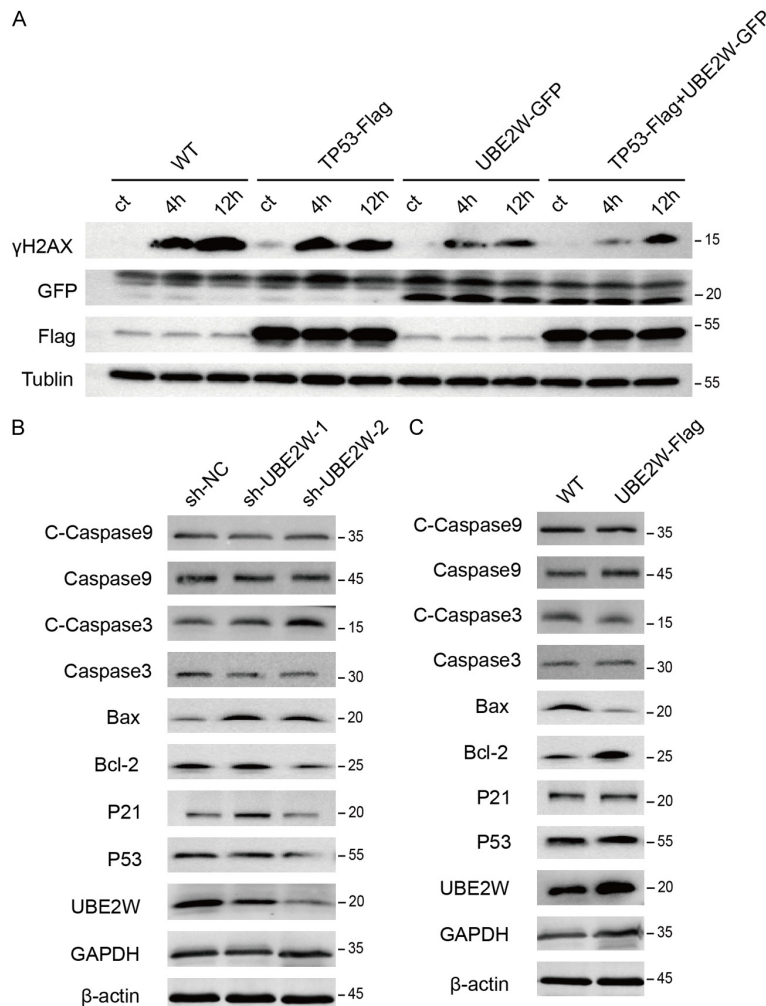 A
WT
TP53-Flag
UBE2W-GFP
TP53-Flag+UBE2W-GFP
ct 4h 12h ct 4h 12h ct 4h 12h ct 4h 12h
γH2AX - 15
GFP - 20
Flag - 55
Tublin - 55
B
sh-NC
sh-UBE2W-1
sh-UBE2W-2
C-Caspase9 - 35
Caspase9 - 45
C-Caspase3 - 15
Caspase3 - 30
Bax - 20
Bcl-2 - 25
P21 - 20
P53 - 55
UBE2W - 20
GAPDH - 35
β-actin - 45
C
WT
UBE2W-Flag
C-Caspase9 - 35
Caspase9 - 45
C-Caspase3 - 15
Caspase3 - 30
Bax - 20
Bcl-2 - 25
P21 - 20
P53 - 55
UBE2W - 20
GAPDH - 35
β-actin - 45